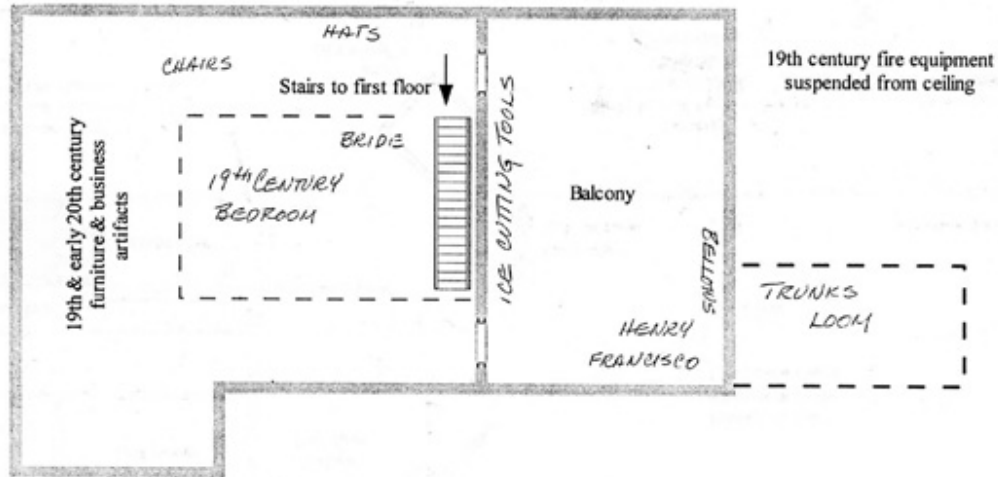 HATS
CHAIRS
Stairs to first floor
19th century fire equipment
suspended from ceiling
BRIDE
19th CENTURY
BEDROOM
19th & early 20th century
furniture & business
artifacts
ICE CUTTING TOOLS
Balcony
BELLOWS
TRUNKS
LOOM
HENRY
FRANCISCO